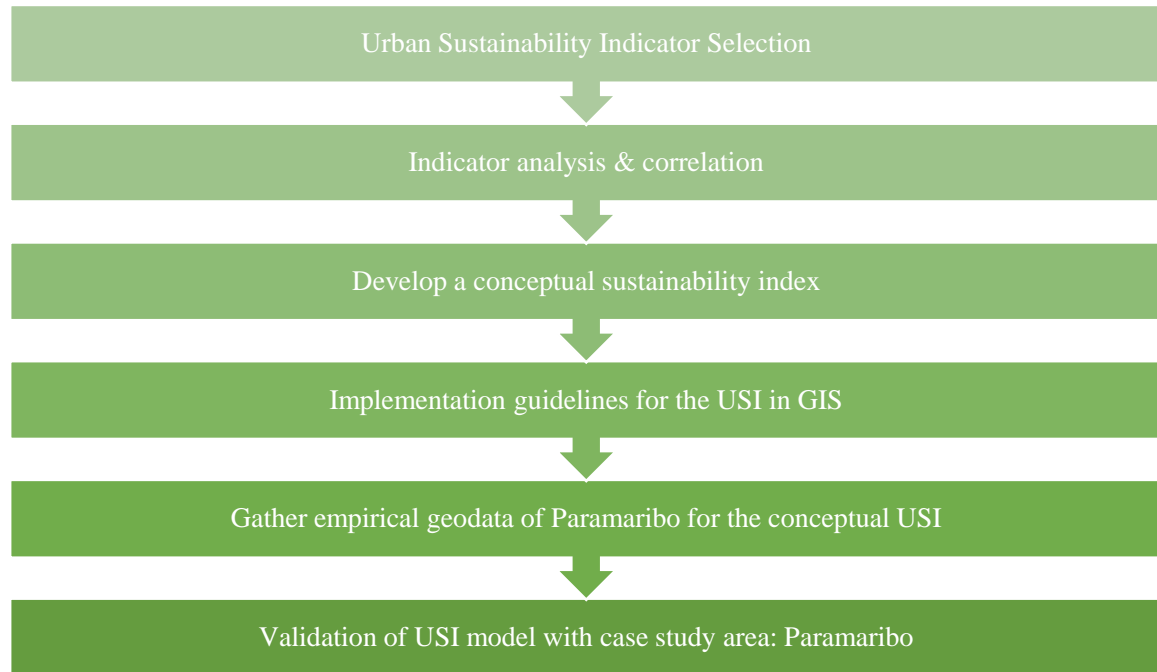 Urban Sustainability Indicator Selection
Indicator analysis & correlation
Develop a conceptual sustainability index
Implementation guidelines for the USI in GIS
Gather empirical geodata of Paramaribo for the conceptual USI
Validation of USI model with case study area: Paramaribo